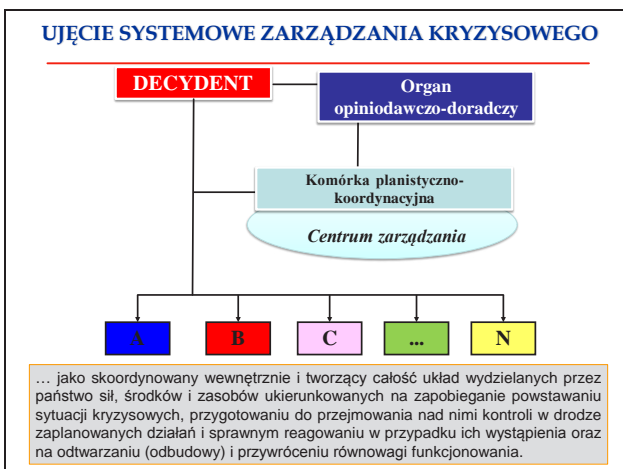 UJĘCIE SYSTEMOWE ZARZĄDZANIA KRYZYSOWEGO
DECYDENT
Organ
opiniodawczo-doradczy
Komórka planistyczno-
koordynacyjna
Centrum zarządzania
A
B
C
...
N
… jako skoordynowany wewnętrznie i tworzący całość układ wydzielanych przez
państwo sił, środków i zasobów ukierunkowanych na zapobieganie powstawaniu
sytuacji kryzysowych, przygotowaniu do przejmowania nad nimi kontroli w drodze
zaplanowanych działań i sprawnym reagowaniu w przypadku ich wystąpienia oraz
na odtwarzaniu (odbudowy) i przywróceniu równowagi funkcjonowania.